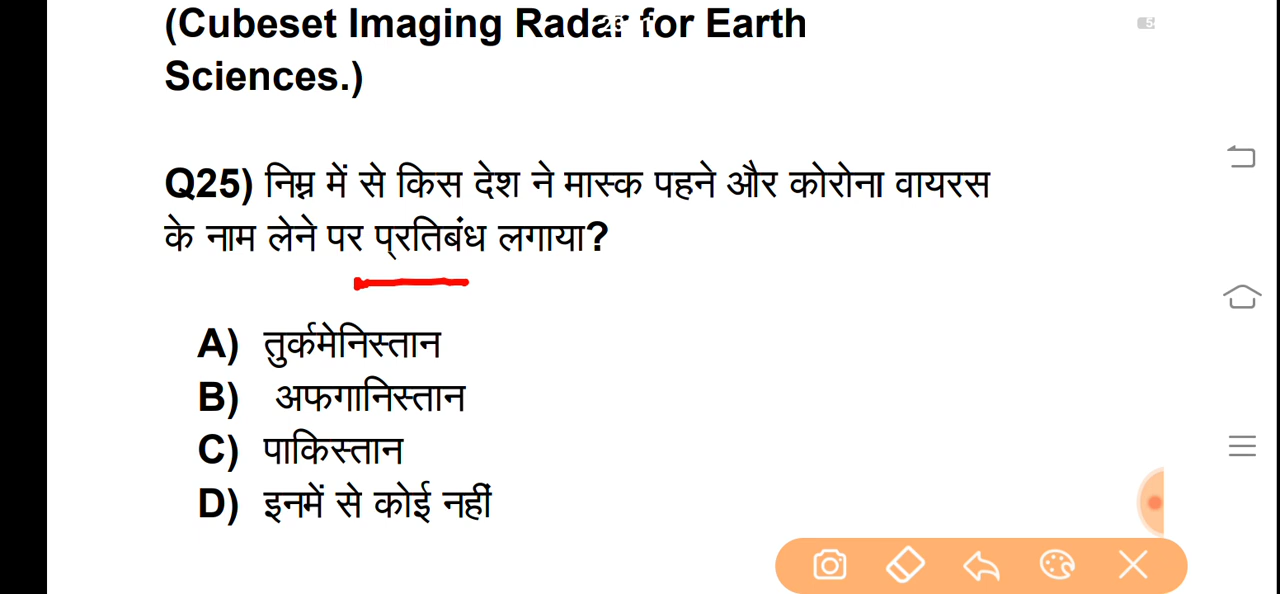 (Cubeset Imaging Radar for Earth
Sciences.)
Q25) निम्न में से किस देश ने मास्क पहने और कोरोना वायरस
के नाम लेने पर प्रतिबंध लगाया?
A) तुर्कमेनिस्तान
B) अफगानिस्तान
C) पाकिस्तान
D) इनमें से कोई नहीं